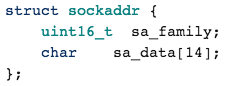 struct sockaddr {
    uint16_t  sa_family;
    char    sa_data[14];
};